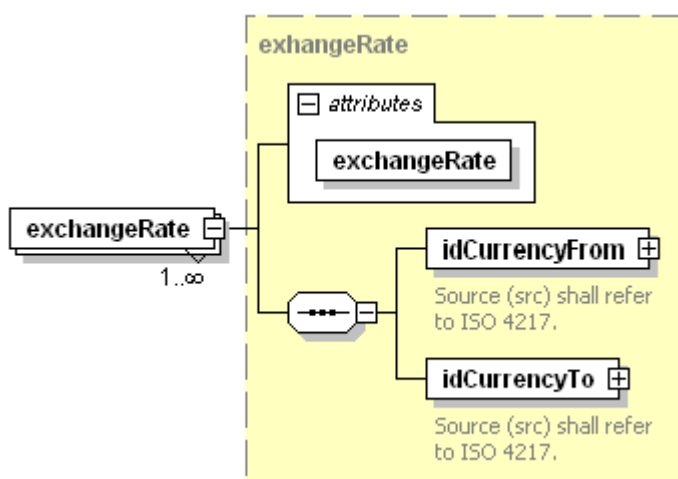 exhangeRate
attributes
exchangeRate
exchangeRate
1..∞
idCurrencyFrom
Source (src) shall refer
to ISO 4217.
idCurrencyTo
Source (src) shall refer
to ISO 4217.